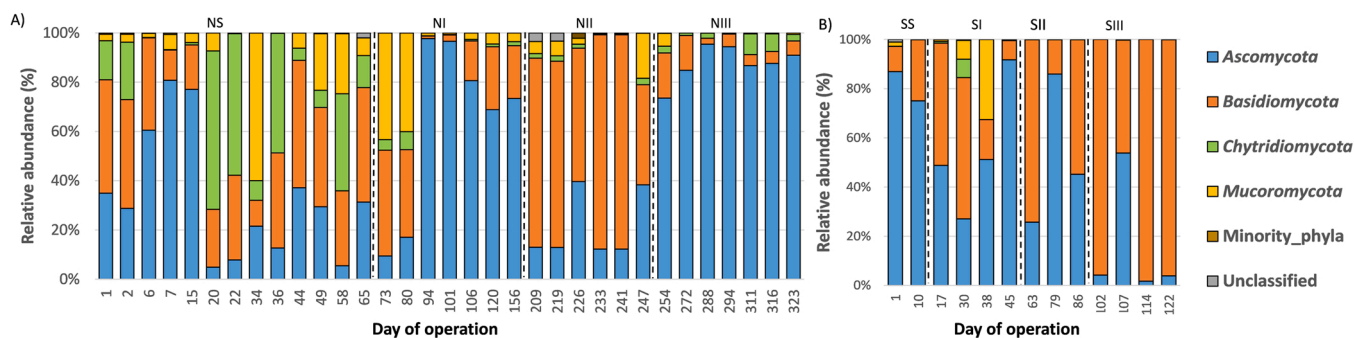 A) NS NI NII NIII
Relative abundance (%)
100%
80%
60%
40%
20%
0%
1 2 6 7 15 20 22 34 36 44 49 58 65 73 80 94 101 106 120 156 209 219 226 233 241 247 254 272 288 294 311 316 323
Day of operation
B) SS SI SII SIII
Relative abundance (%)
100%
80%
60%
40%
20%
0%
1 10 17 30 38 45 63 79 86 102 107 114 122
Day of operation
Ascomycota
Basidiomycota
Chytridiomycota
Mucoromycota
Minority_phyla
Unclassified